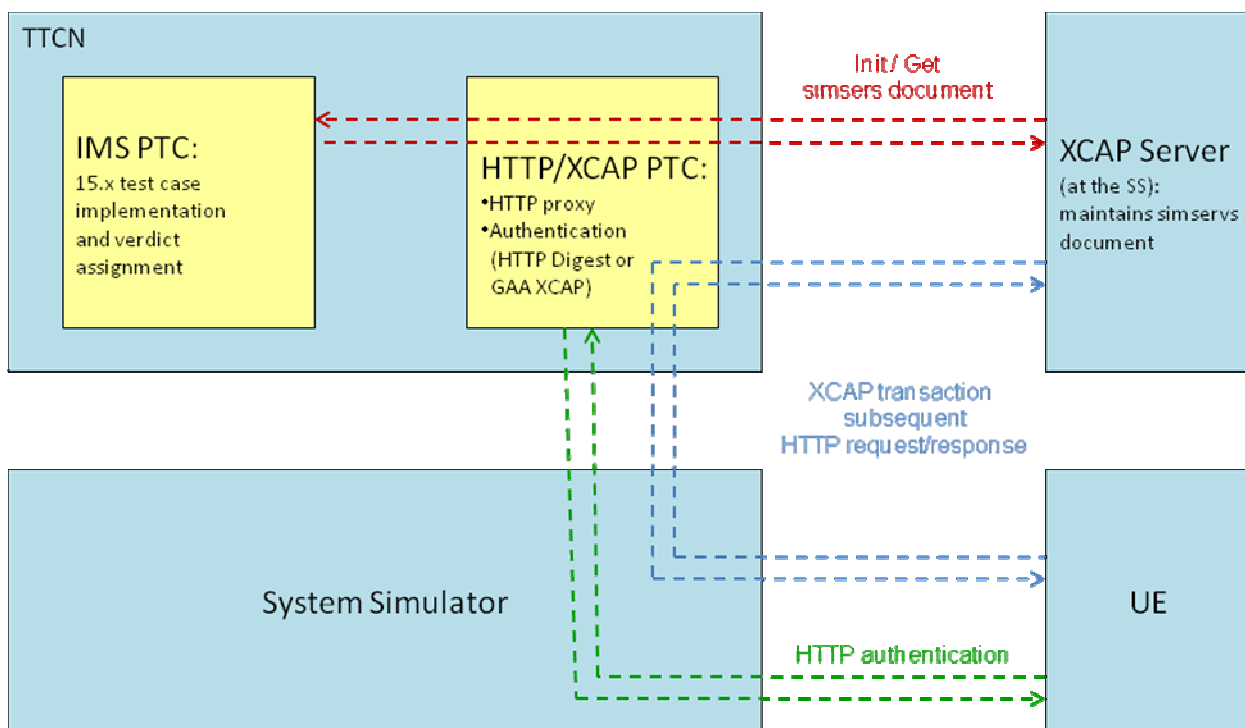 TTCN
IMS PTC:
15.x test case
implementation
and verdict
assignment
HTTP/XCAP PTC:
•HTTP proxy
•Authentication
(HTTP Digest or
GAA XCAP)
Init / Get
simsers document
XCAP Server
(at the SS):
maintains simservs
document
XCAP transaction
subsequent
HTTP request/response
System Simulator
UE
HTTP authentication